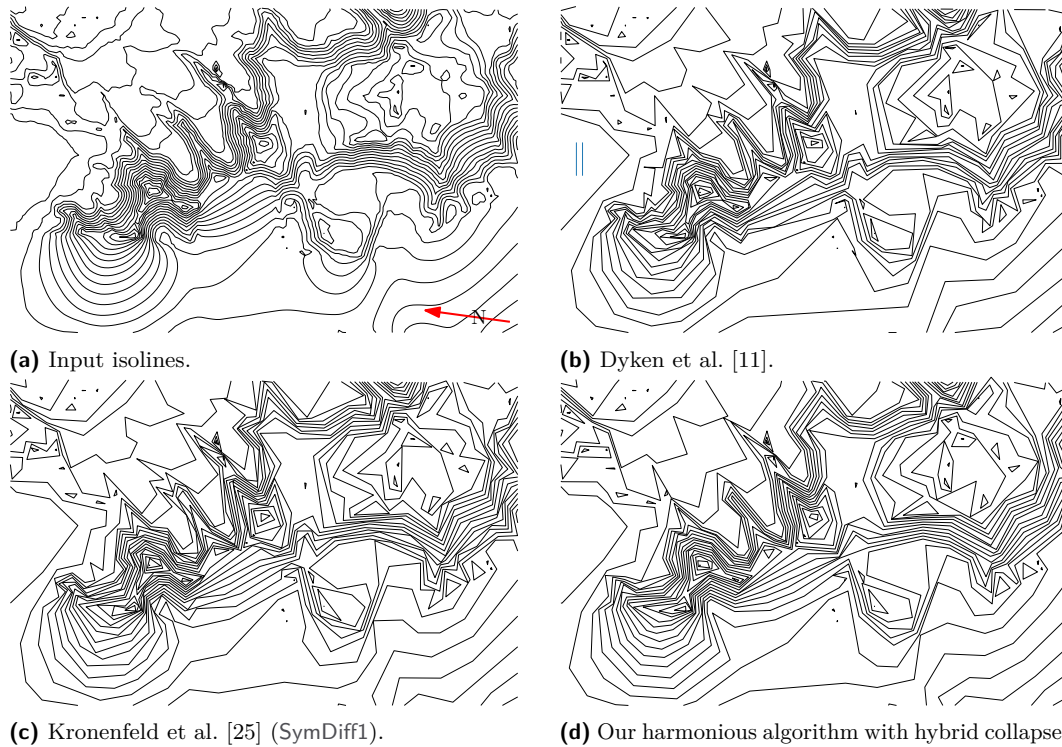 N
(a) Input isolines.
(b) Dyken et al. [11].
(c) Kronenfeld et al. [25] (SymDiff1).
(d) Our harmonious algorithm with hybrid collapse